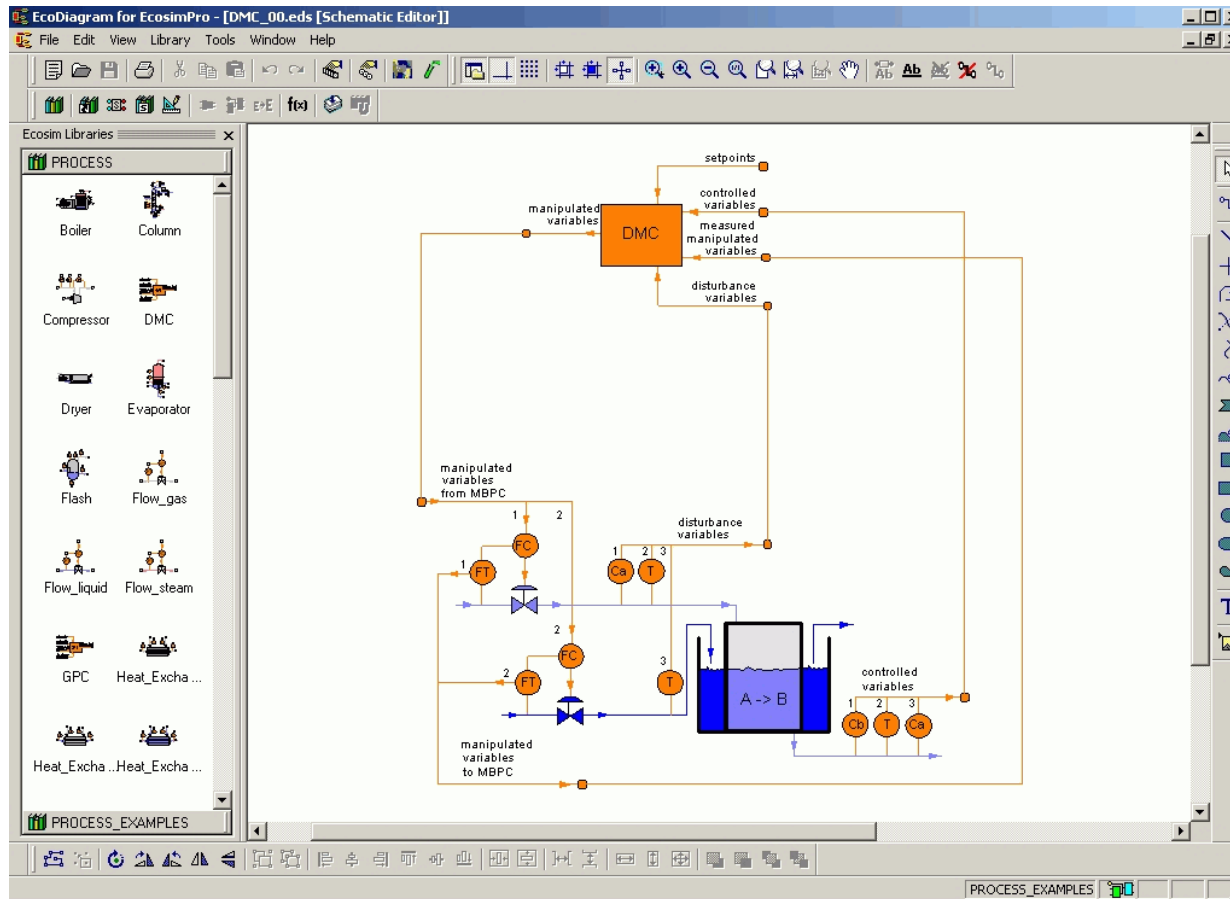 EcoDiagram for EcosimPro - [DMC_00.eds [Schematic Editor]]
File Edit View Library Tools Window Help
AB Ab
E÷E f(x)
Ecosim Libraries
PROCESS
Boiler Column
Compressor DMC
Dryer Evaporator
Flash Flow_gas
Flow_liquid Flow_steam
GPC Heat_Excha ...
Heat_Excha ... Heat_Excha ...
PROCESS_EXAMPLES
setpoints
controlled
variables
manipulated
variables
DMC
measured
manipulated
variables
disturbance
variables
manipulated
variables
from MBPC
1 2
FC
1
FT
disturbance
variables
1 2 3
Ca T
2
FC
2
FT
3
T
A -> B
controlled
variables
1 2 3
Cb T Ca
manipulated
variables
to MBPC
PROCESS_EXAMPLES